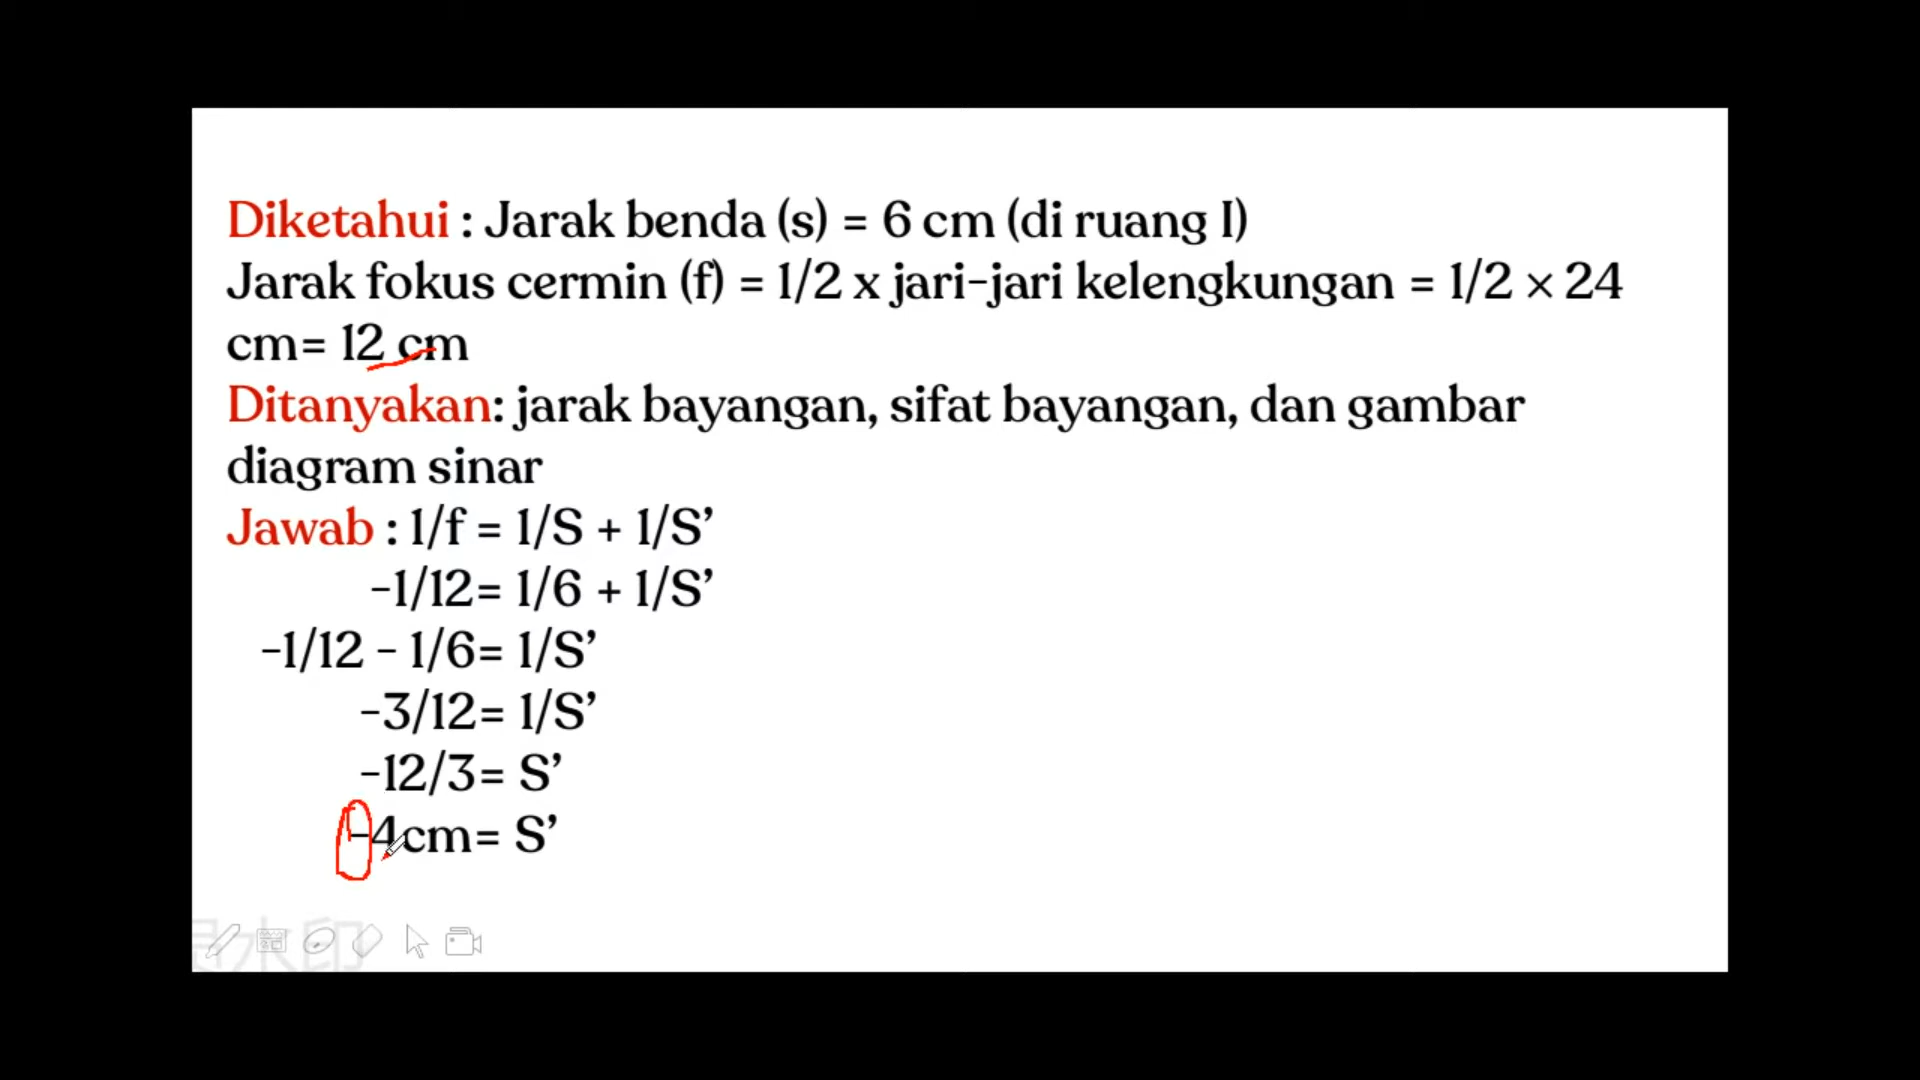 Diketahui : Jarak benda (s) = 6 cm (di ruang I)
Jarak fokus cermin (f) = 1/2 x jari-jari kelengkungan = 1/2 × 24
cm= 12 cm
Ditanyakan: jarak bayangan, sifat bayangan, dan gambar
diagram sinar
Jawab : 1/f = 1/S + 1/S’
-1/12= 1/6 + 1/S’
-1/12 - 1/6= 1/S’
-3/12= 1/S’
-12/3= S’
-4cm= S’
水印